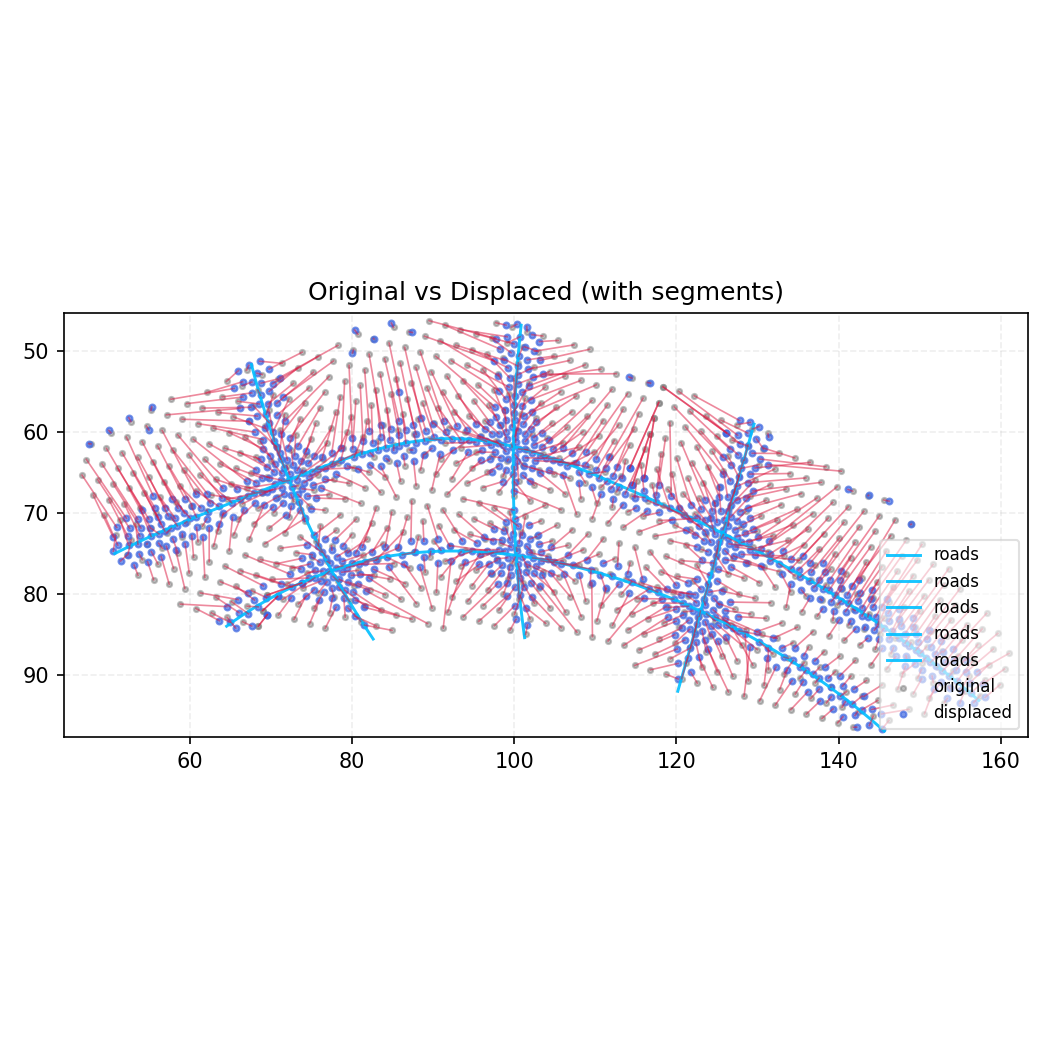 Original vs Displaced (with segments)
50
60
70
80
90
roads
roads
roads
roads
roads
original
displaced
60 80 100 120 140 160